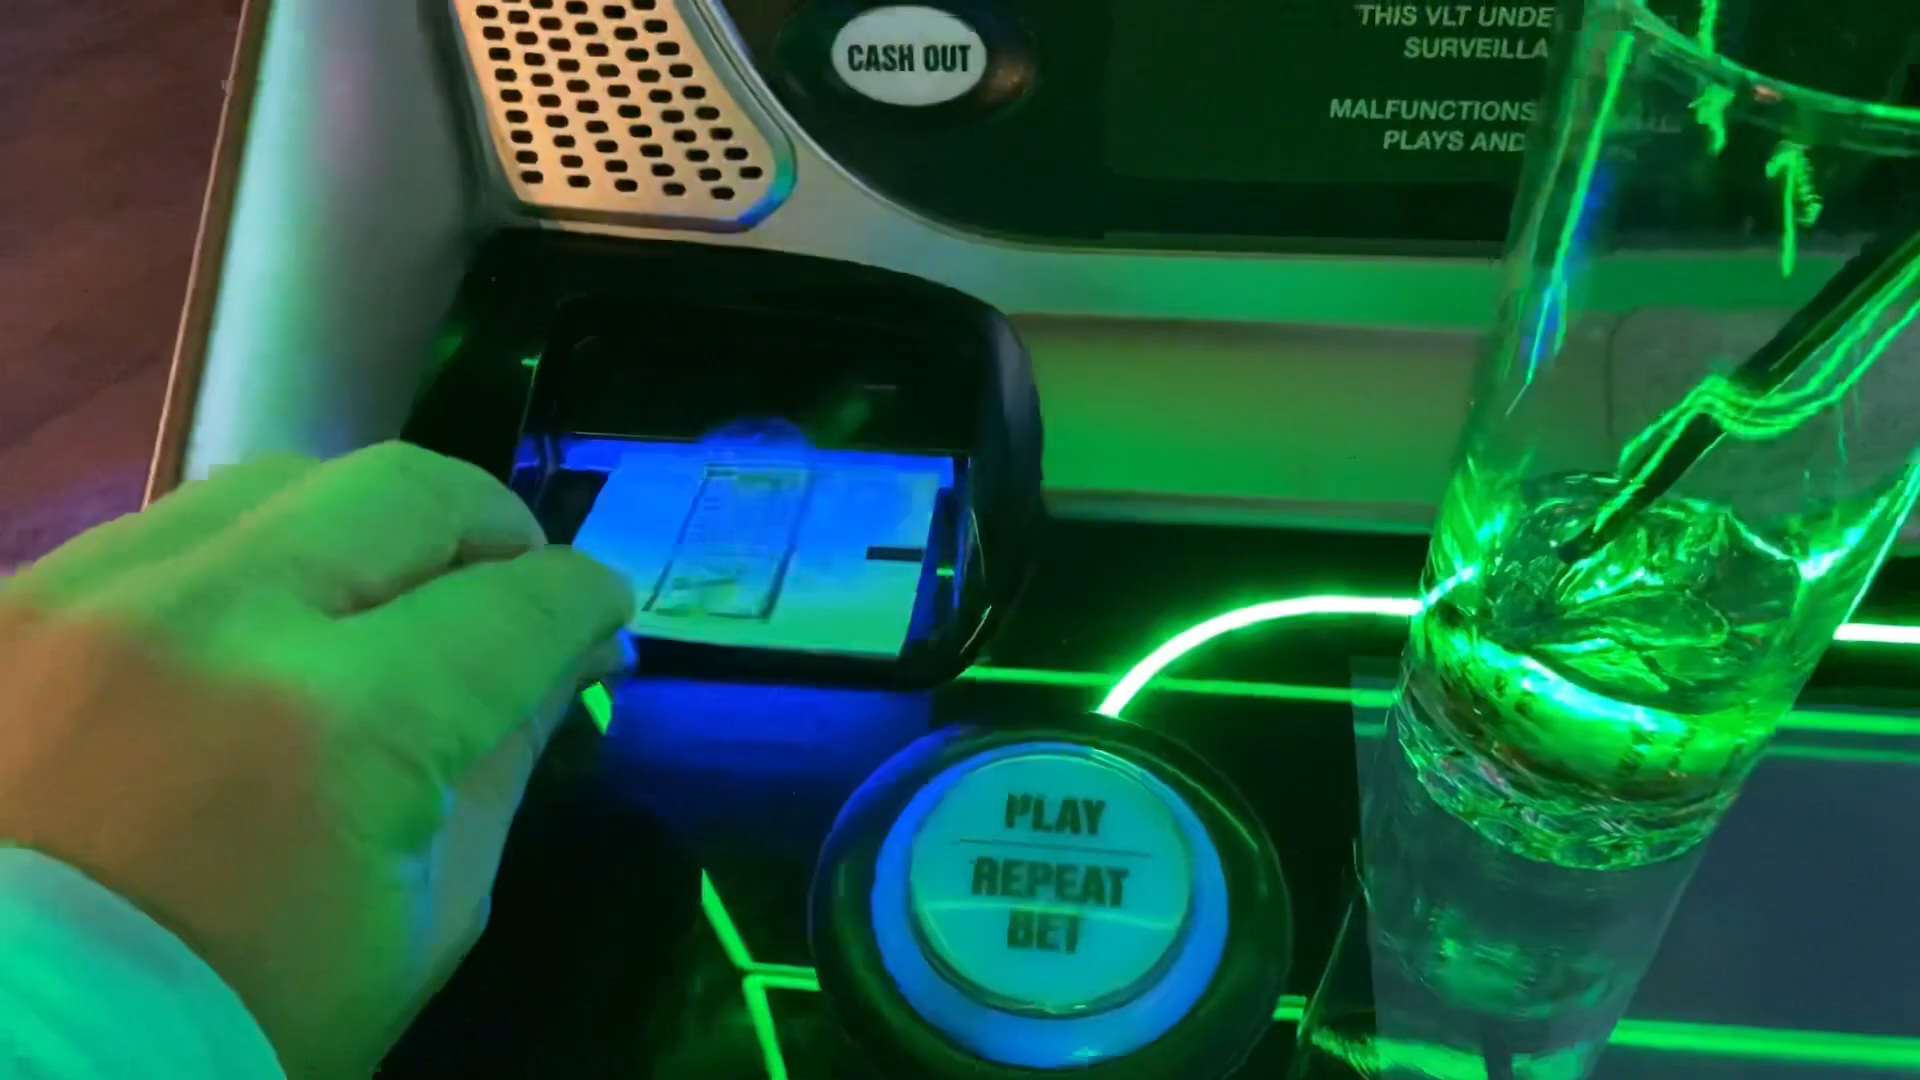 CASH OUT
THIS VLT UNDE
SURVEILLA
MALFUNCTIONS
PLAYS AND
PLAY
REPEAT
BET